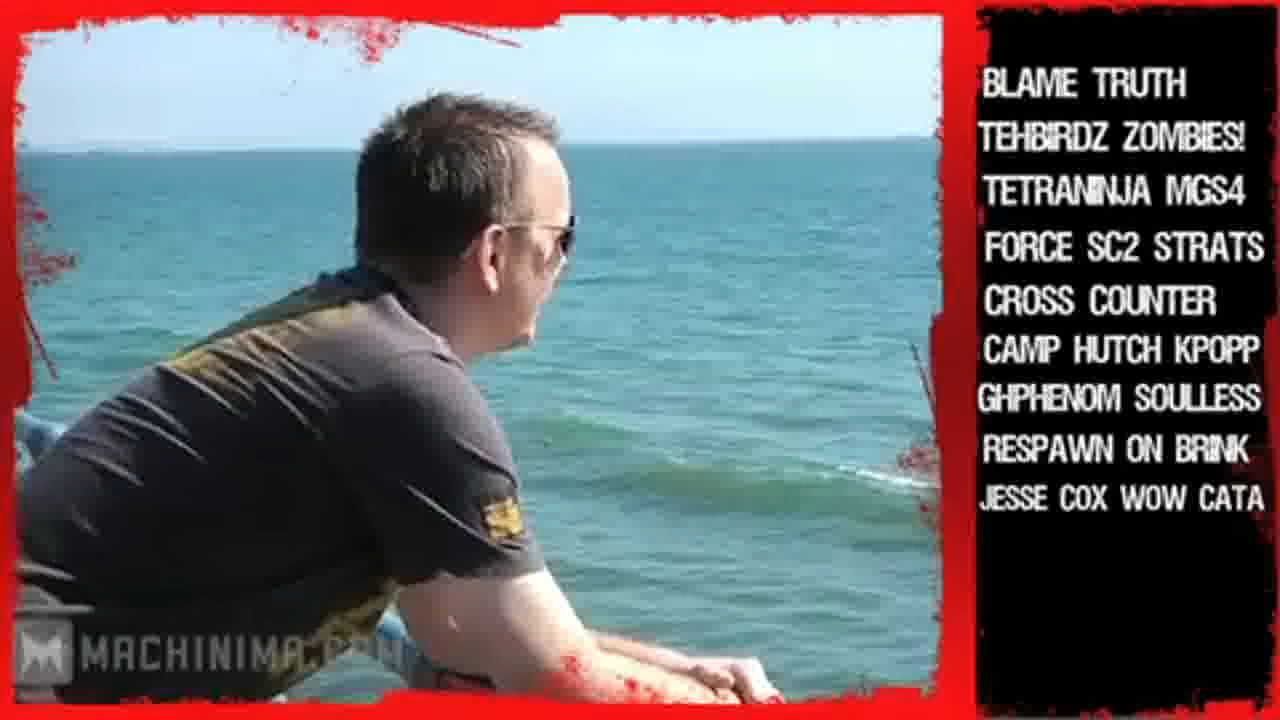 BLAME TRUTH
TEHBIRDZ ZOMBIES!
TETRANINJA MGS4
FORCE SC2 STRATS
CROSS COUNTER
CAMP HUTCH KPOPP
GHPHENOM SOULLESS
RESPAWN ON BRINK
JESSE COX WOW CATA
MACHINIMA.COM